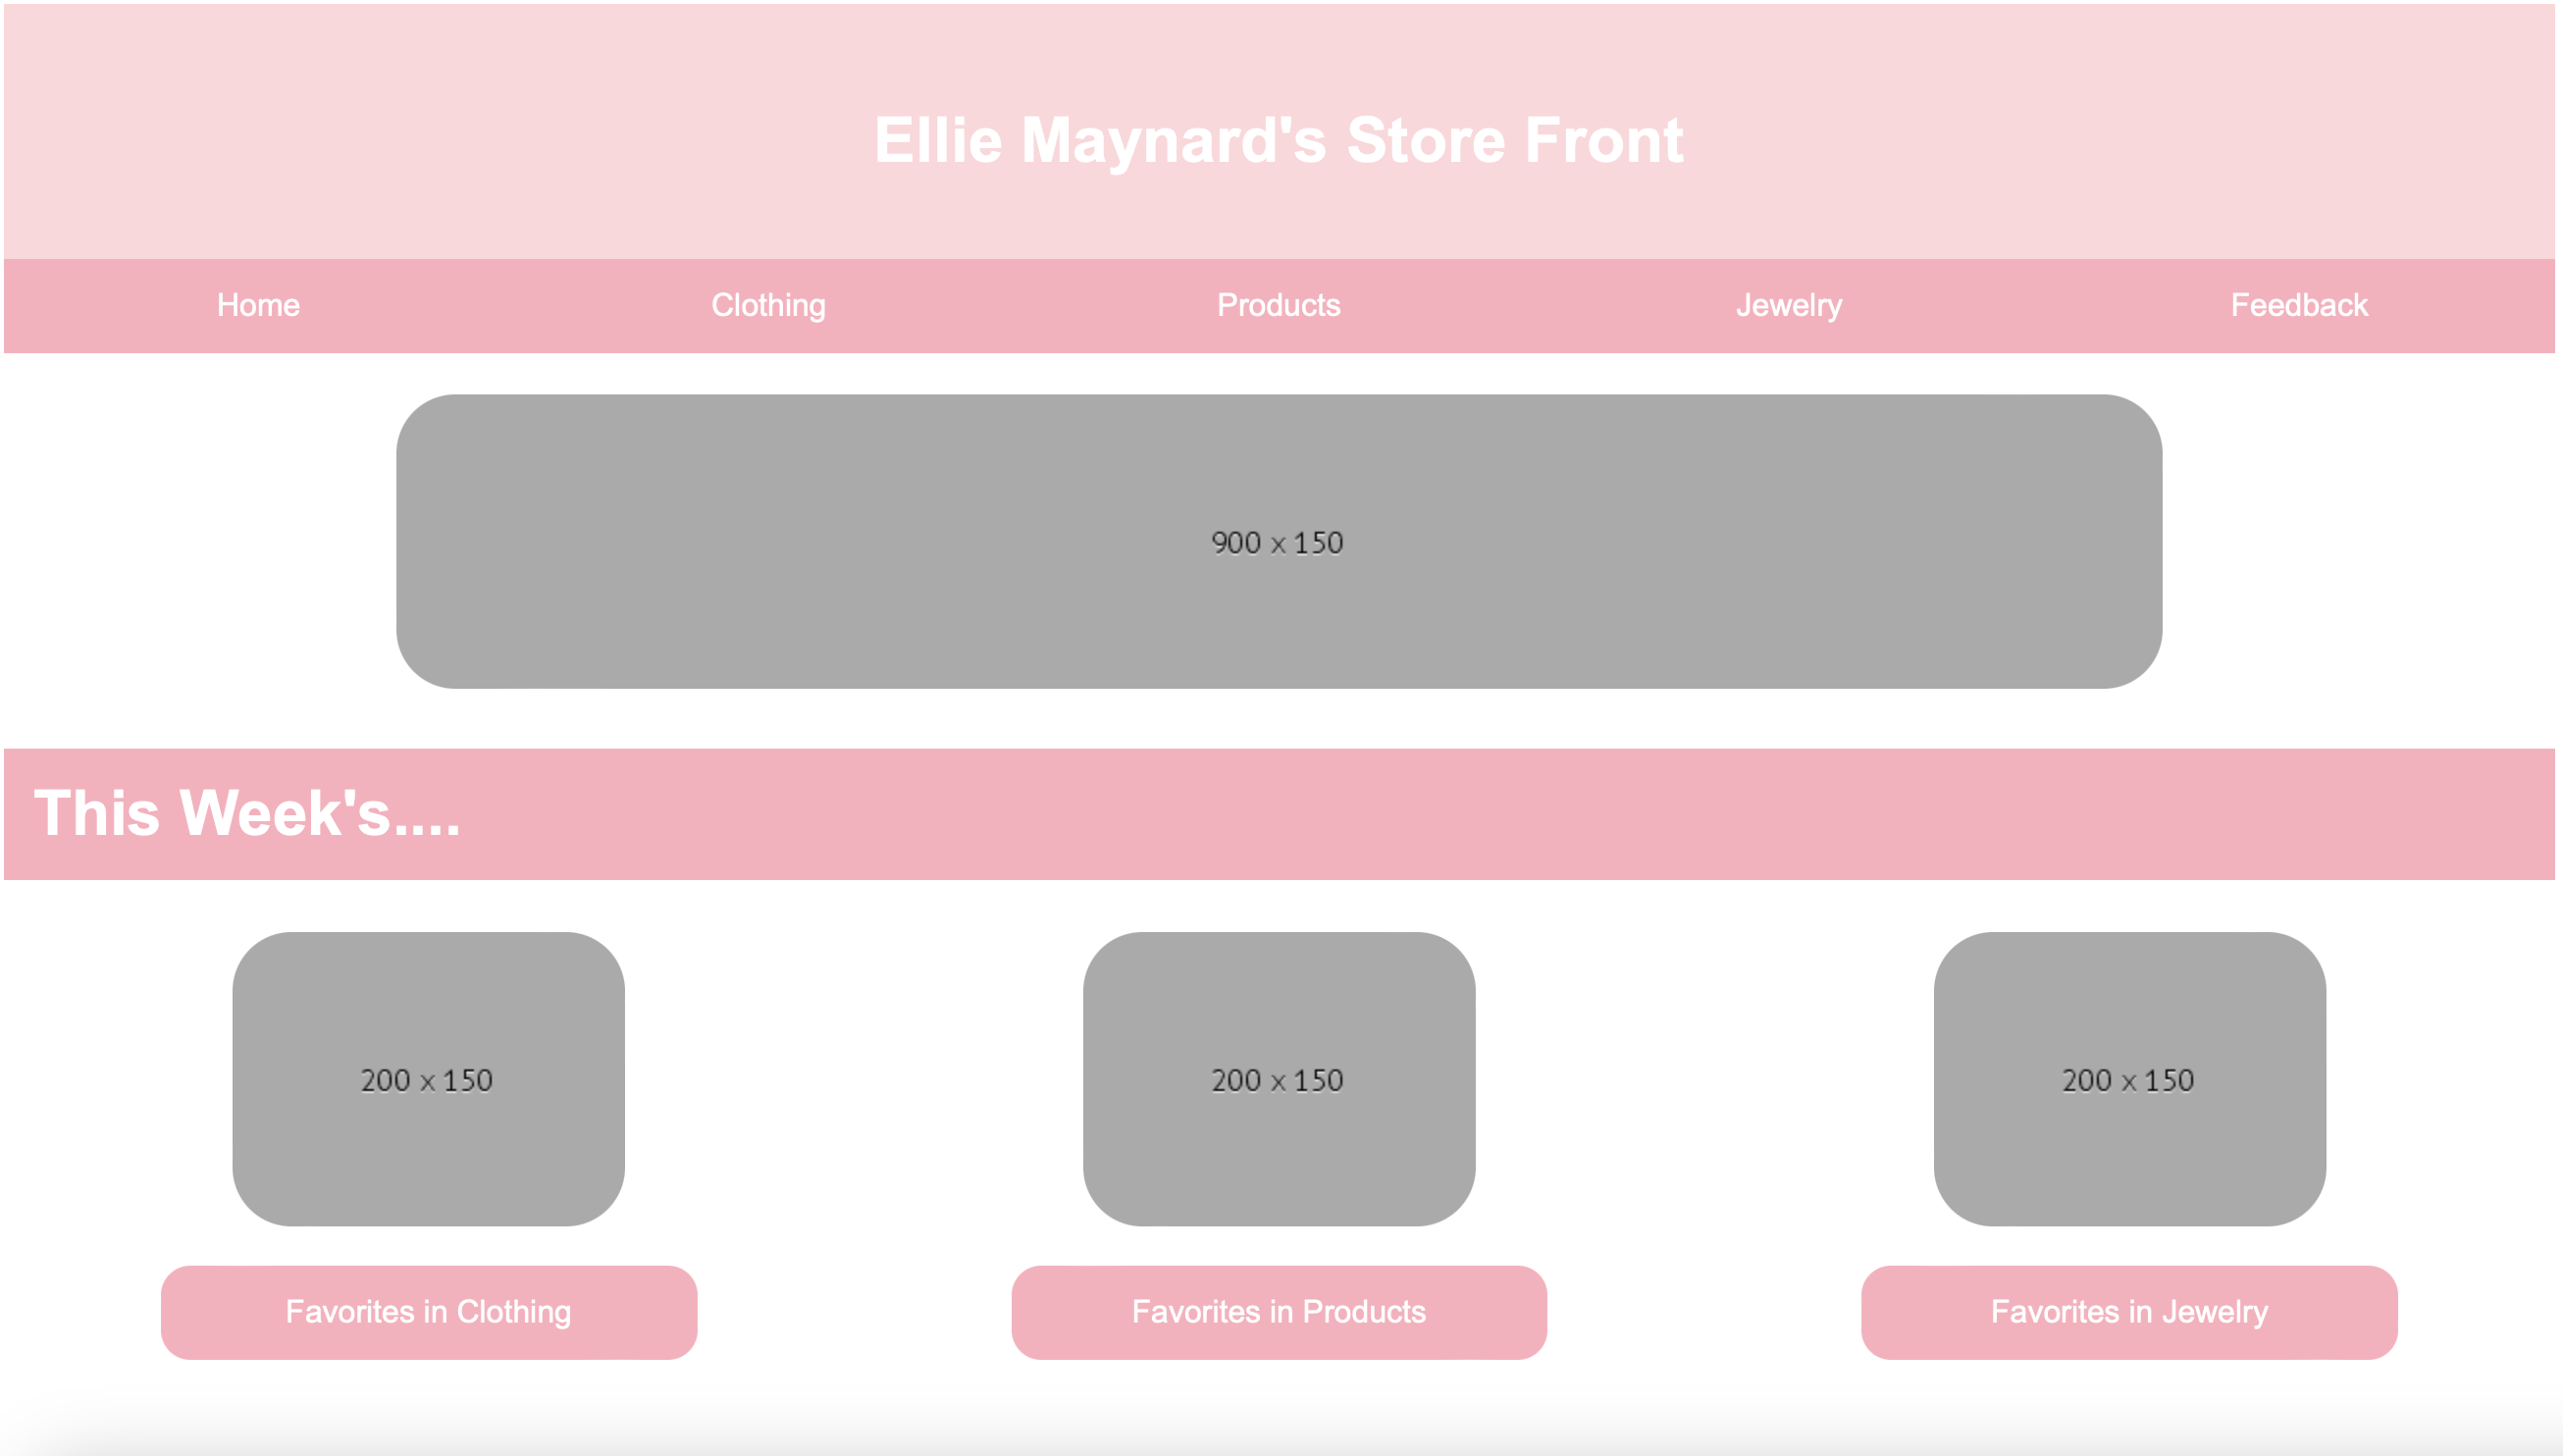 Ellie Maynard's Store Front
Home Clothing Products Jewelry Feedback
900 x 150
This Week's....
200 x 150 200 x 150 200 x 150
Favorites in Clothing Favorites in Products Favorites in Jewelry